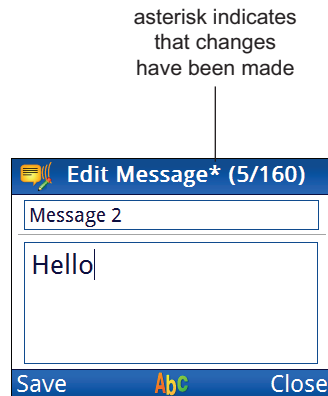 asterisk indicates
that changes
have been made
Edit Message* (5/160)
Message 2
Hello
Save Abc Close